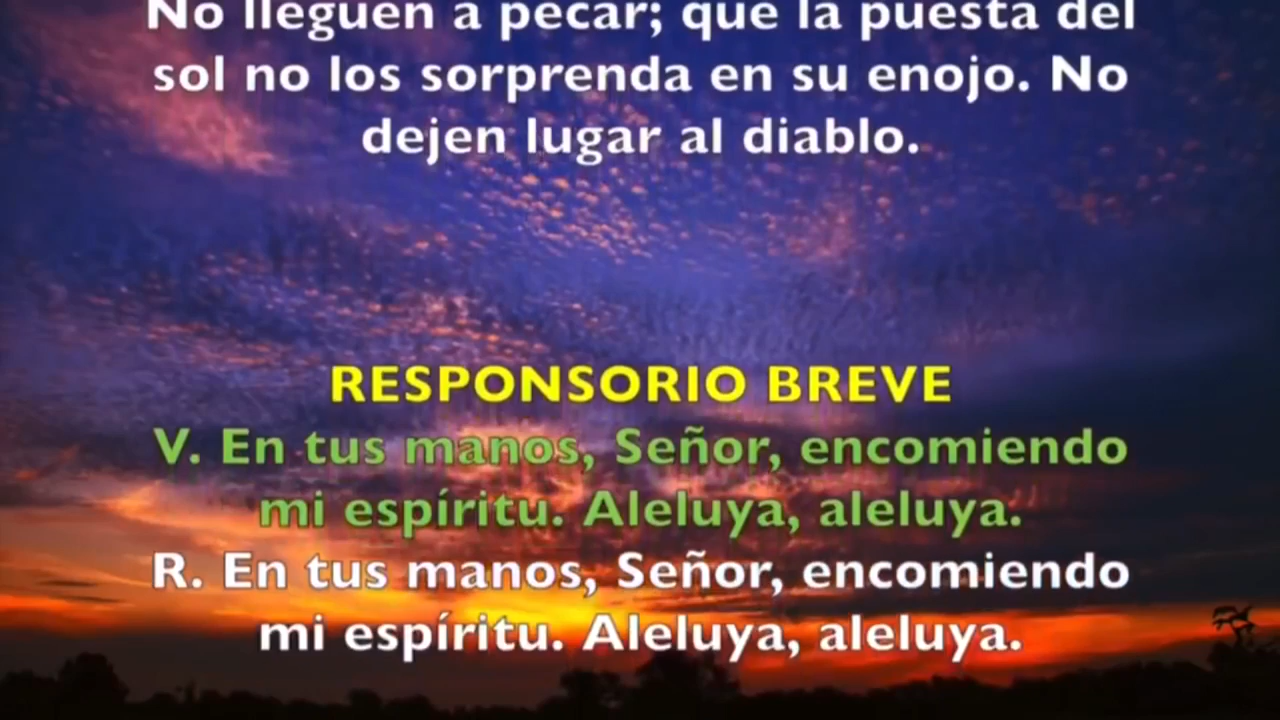 No lleguen a pecar; que la puesta del
sol no los sorprenda en su enojo. No
dejen lugar al diablo.
RESPONSORIO BREVE
V. En tus manos, Señor, encomiendo
mi espíritu. Aleluya, aleluya.
R. En tus manos, Señor, encomiendo
mi espíritu. Aleluya, aleluya.